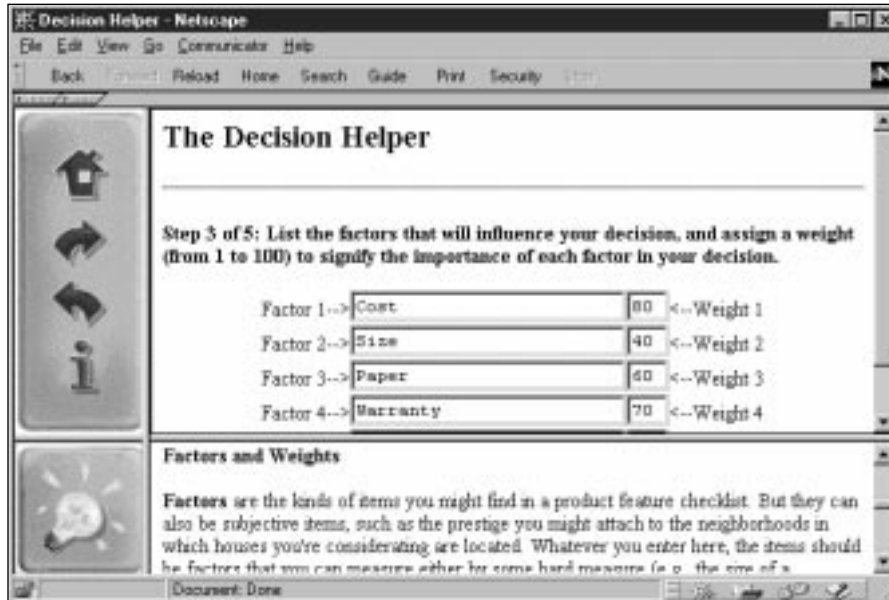 Decision Helper - Netscape
File Edit View Go Communicator Help
Back Forward Reload Home Search Guide Print Security Stop
The Decision Helper
Step 3 of 5: List the factors that will influence your decision, and assign a weight
(from 1 to 100) to signify the importance of each factor in your decision.
Factor 1--> Cost 80 <--Weight 1
Factor 2--> Size 40 <--Weight 2
Factor 3--> Paper 60 <--Weight 3
Factor 4--> Warranty 70 <--Weight 4
Factors and Weights
Factors are the kinds of items you might find in a product feature checklist. But they can
also be subjective items, such as the prestige you might attach to the neighborhoods in
which houses you're considerating are located. Whatever you enter here, the items should
be factors that you can measure either by some hard measure (e.g., the size of a
Document: Done